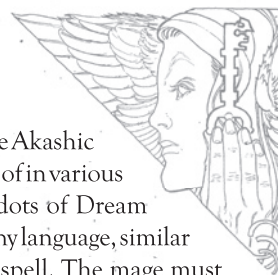 e Akashic
of in various
dots of Dream
ny language, similar
spell. The mage must